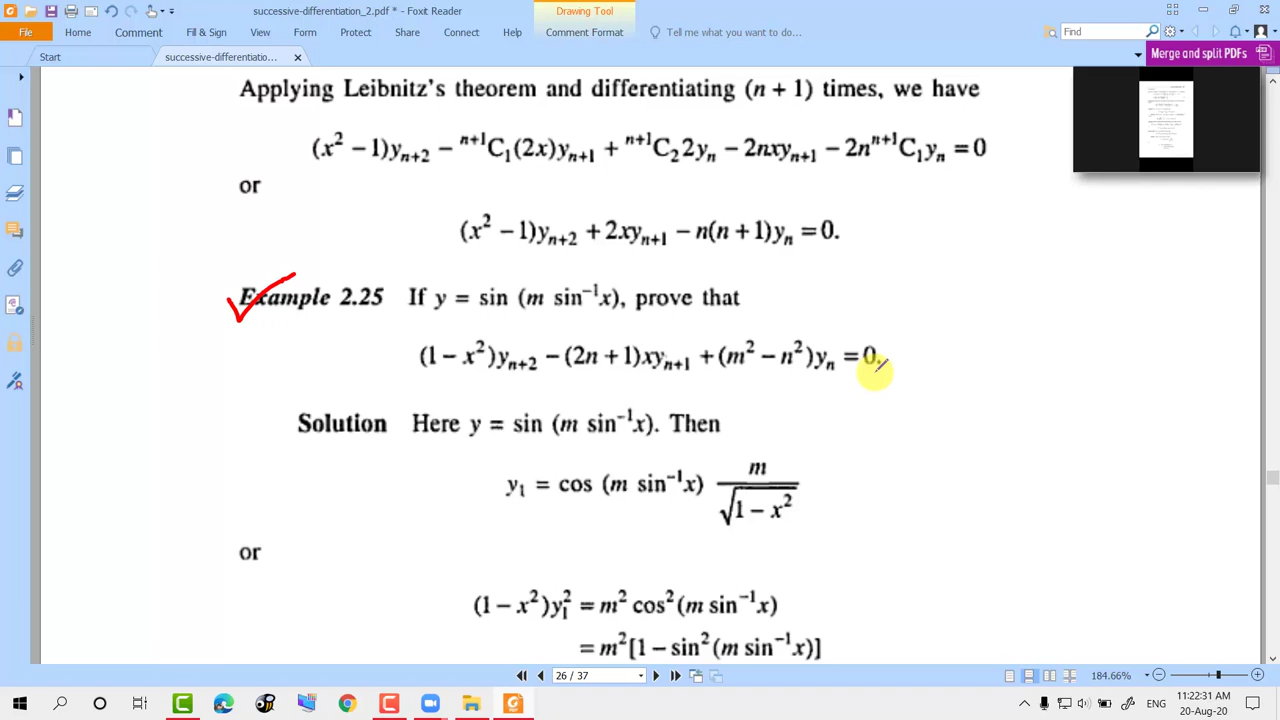 successive-differentiation_2.pdf * - Foxit Reader
Drawing Tool
File Home Comment Fill & Sign View Form Protect Share Connect Help Comment Format Tell me what you want to do... Find
Start successive-differentiatio... Merge and split PDFs
Applying Leibnitz's theorem and differentiating (n + 1) times, we have
(x² − 1)yₙ₊₂ − ⁿ⁺¹C₁(2x)yₙ₊₁ + ⁿ⁺¹C₂2yₙ − 2nxyₙ₊₁ − 2nⁿ⁺¹C₁yₙ = 0
or
(x² − 1)yₙ₊₂ + 2xyₙ₊₁ − n(n + 1)yₙ = 0.
Example 2.25 If y = sin (m sin⁻¹x), prove that
(1 − x²)yₙ₊₂ − (2n + 1)xyₙ₊₁ + (m² − n²)yₙ = 0.
Solution Here y = sin (m sin⁻¹x). Then
y₁ = cos (m sin⁻¹x) m/√(1 − x²)
or
(1 − x²)y₁² = m² cos² (m sin⁻¹x)
= m²[1 − sin² (m sin⁻¹x)]
26 / 37 184.66%
ENG 11:22:31 AM
20-Aug-20